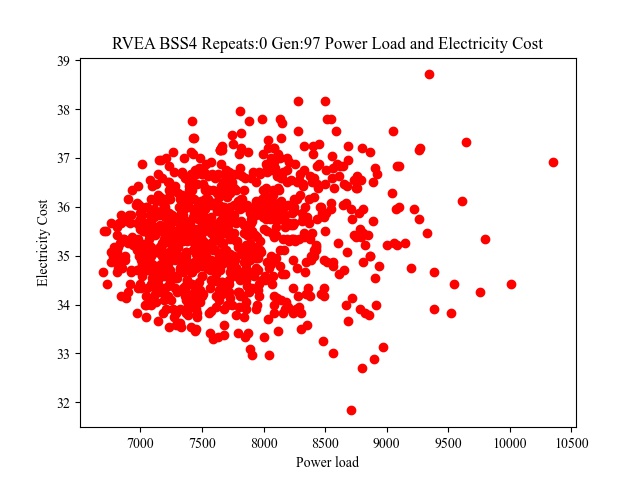 RVEA BSS4 Repeats:0 Gen:97 Power Load and Electricity Cost
39
38
37
36
35
34
33
32
Electricity Cost
7000 7500 8000 8500 9000 9500 10000 10500
Power load